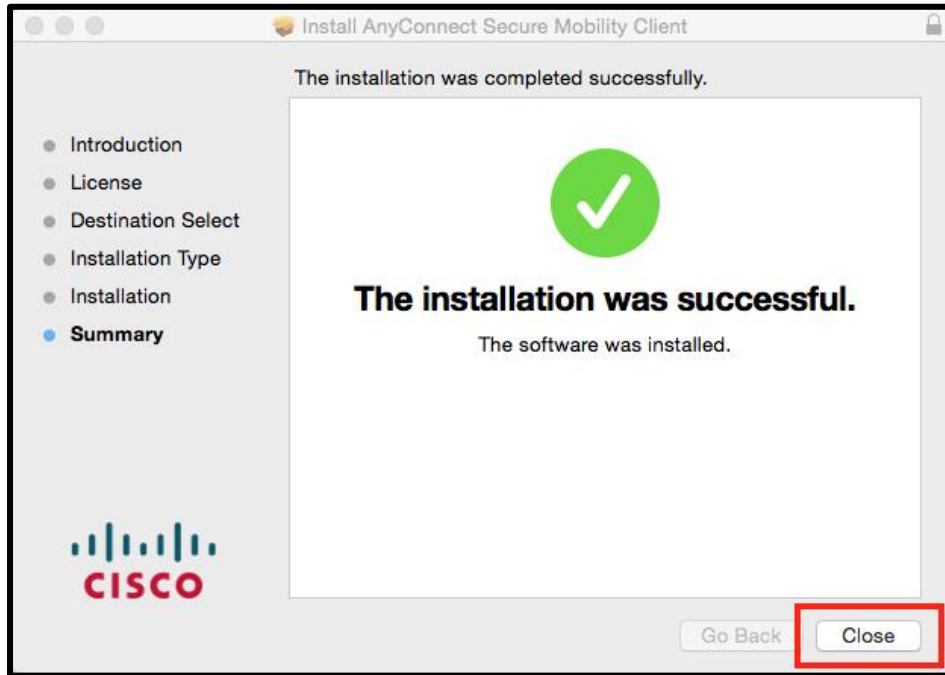 Install AnyConnect Secure Mobility Client
The installation was completed successfully.
Introduction
License
Destination Select
Installation Type
Installation
Summary
The installation was successful.
The software was installed.
CISCO
Go Back
Close